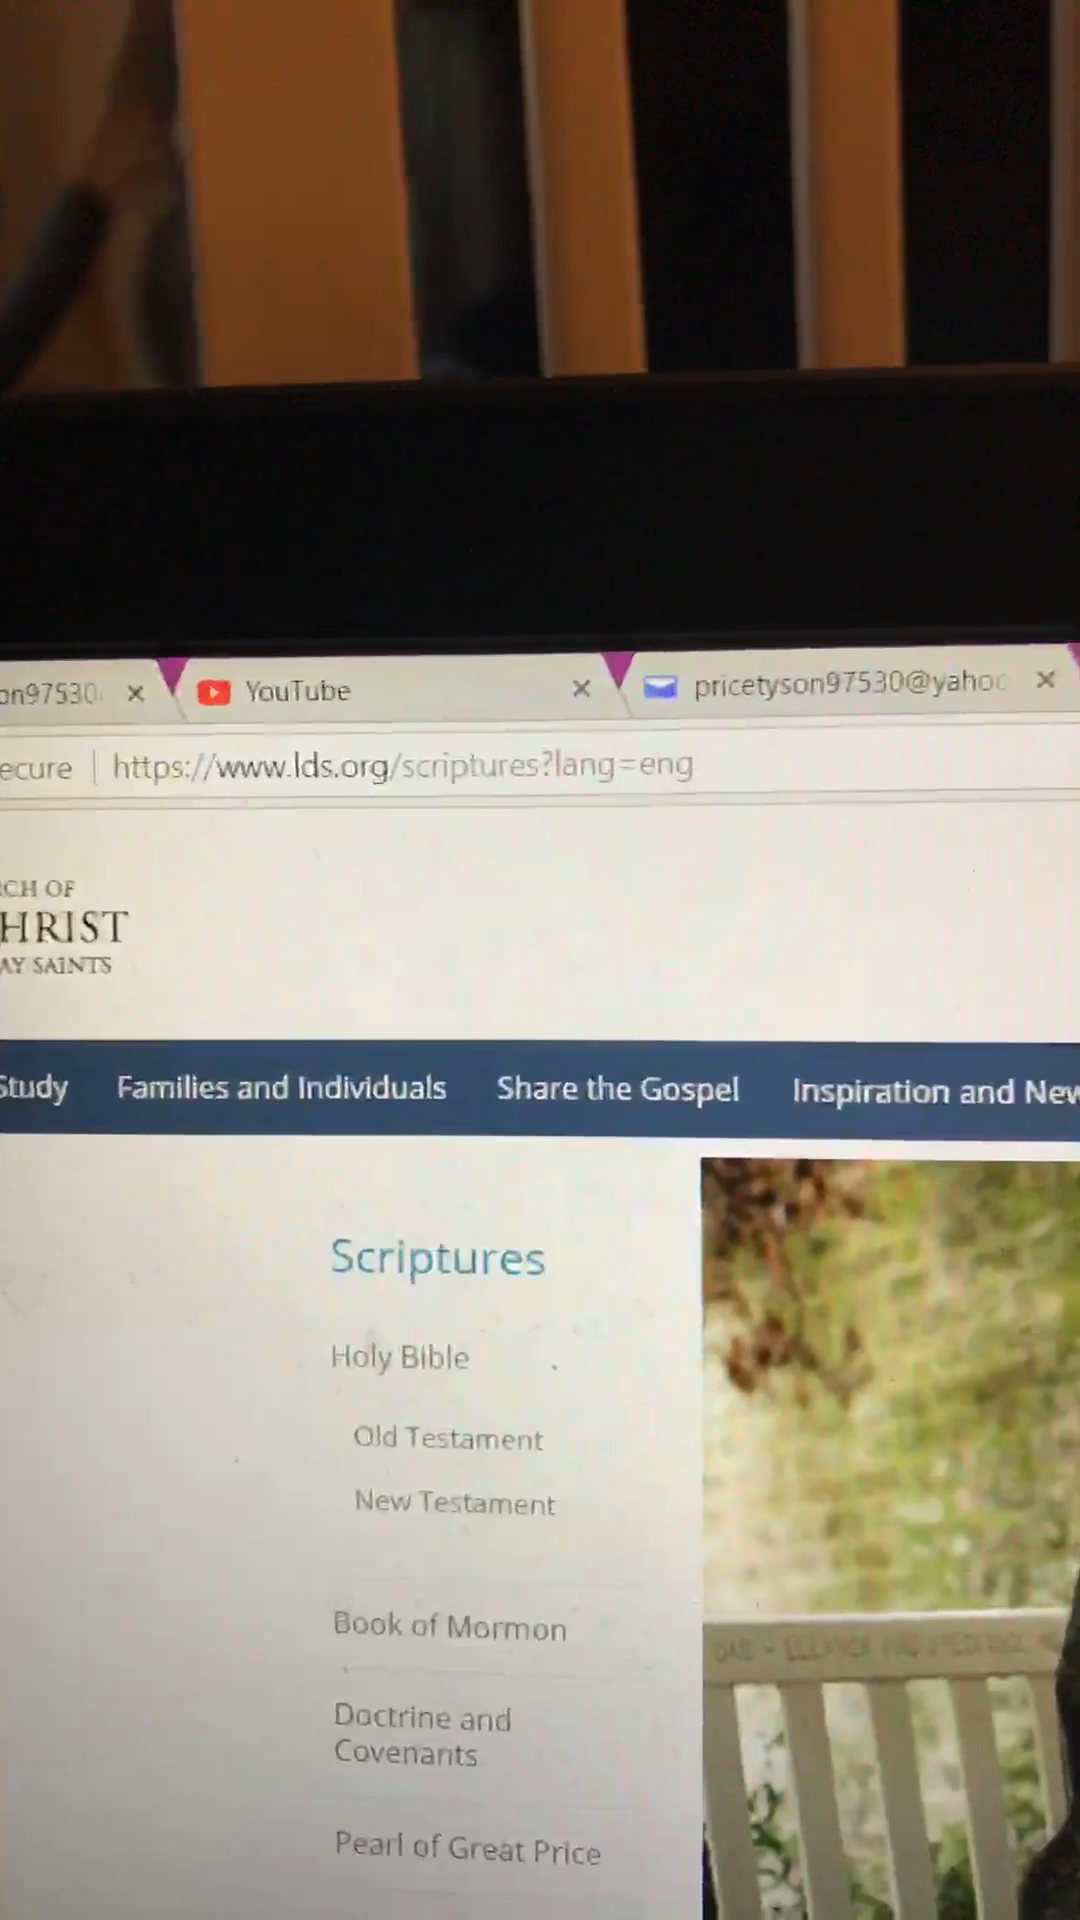 on97530
YouTube
pricetyson97530@yahoo
ecure | https://www.lds.org/scriptures?lang=eng
CH OF
HRIST
AY SAINTS
Study Families and Individuals Share the Gospel Inspiration and New
Scriptures
Holy Bible
Old Testament
New Testament
Book of Mormon
Doctrine and
Covenants
Pearl of Great Price